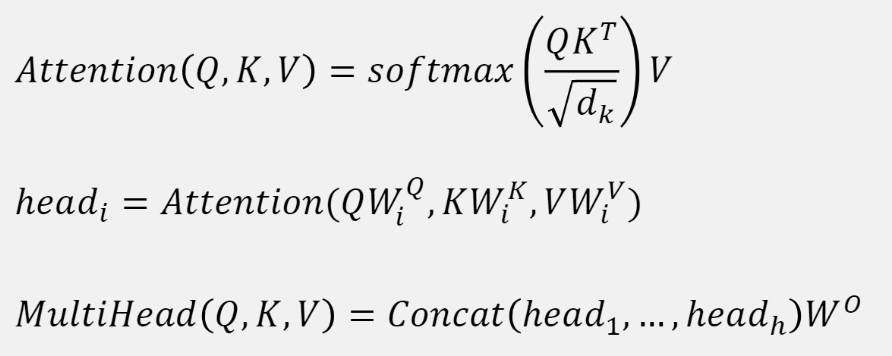 Attention(Q, K, V) = softmax(QK^T / √d_k)V
head_i = Attention(QW_i^Q, KW_i^K, VW_i^V)
MultiHead(Q, K, V) = Concat(head_1, ..., head_h)W^O